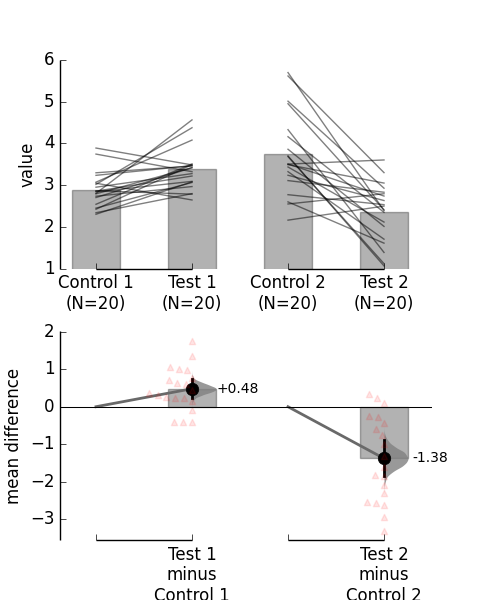 6
5
4
3
2
1
value
Control 1
(N=20)
Test 1
(N=20)
Control 2
(N=20)
Test 2
(N=20)
2
1
0
−1
−2
−3
mean difference
+0.48
-1.38
Test 1
minus
Control 1
Test 2
minus
Control 2